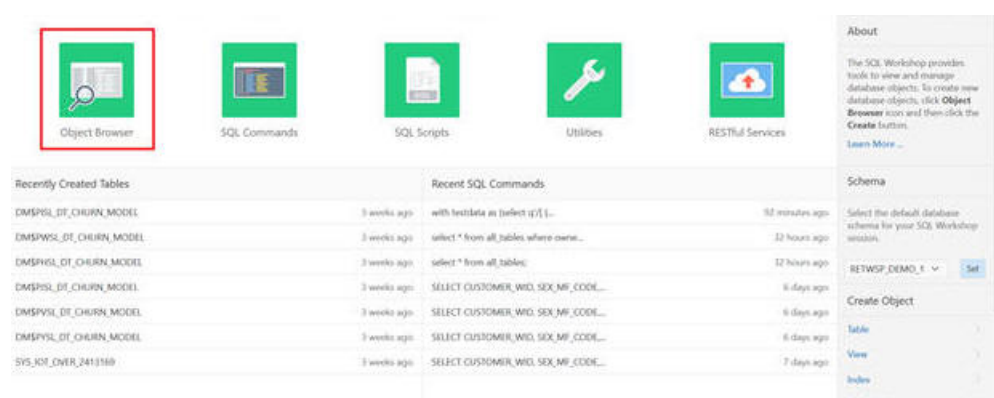 Object Browser
SQL Commands
SQL Scripts
Utilities
RESTful Services
About
The SQL Workshop provides
tools to view and manage
database objects. To create new
database objects, click Object
Browser icon and then click the
Create button.
Learn More ...
Recently Created Tables
DM$PISL_DT_CHURN_MODEL 3 weeks ago
DM$PWSL_DT_CHURN_MODEL 3 weeks ago
DM$PHSL_DT_CHURN_MODEL 3 weeks ago
DM$PJSL_DT_CHURN_MODEL 3 weeks ago
DM$PVSL_DT_CHURN_MODEL 3 weeks ago
DM$PYSL_DT_CHURN_MODEL 3 weeks ago
SYS_IOT_OVER_2413169 3 weeks ago
Recent SQL Commands
with testdata as (select 92 minutes ago
select * from all_tables where owne... 12 hours ago
select * from all_tables; 12 hours ago
SELECT CUSTOMER_WID, SEX_MF_CODE,... 6 days ago
SELECT CUSTOMER_WID, SEX_MF_CODE,... 6 days ago
SELECT CUSTOMER_WID, SEX_MF_CODE,... 6 days ago
SELECT CUSTOMER_WID, SEX_MF_CODE,... 7 days ago
Schema
Select the default database
schema for your SQL Workshop
session.
RETWSP_DEMO_1 Set
Create Object
Table
View
Index